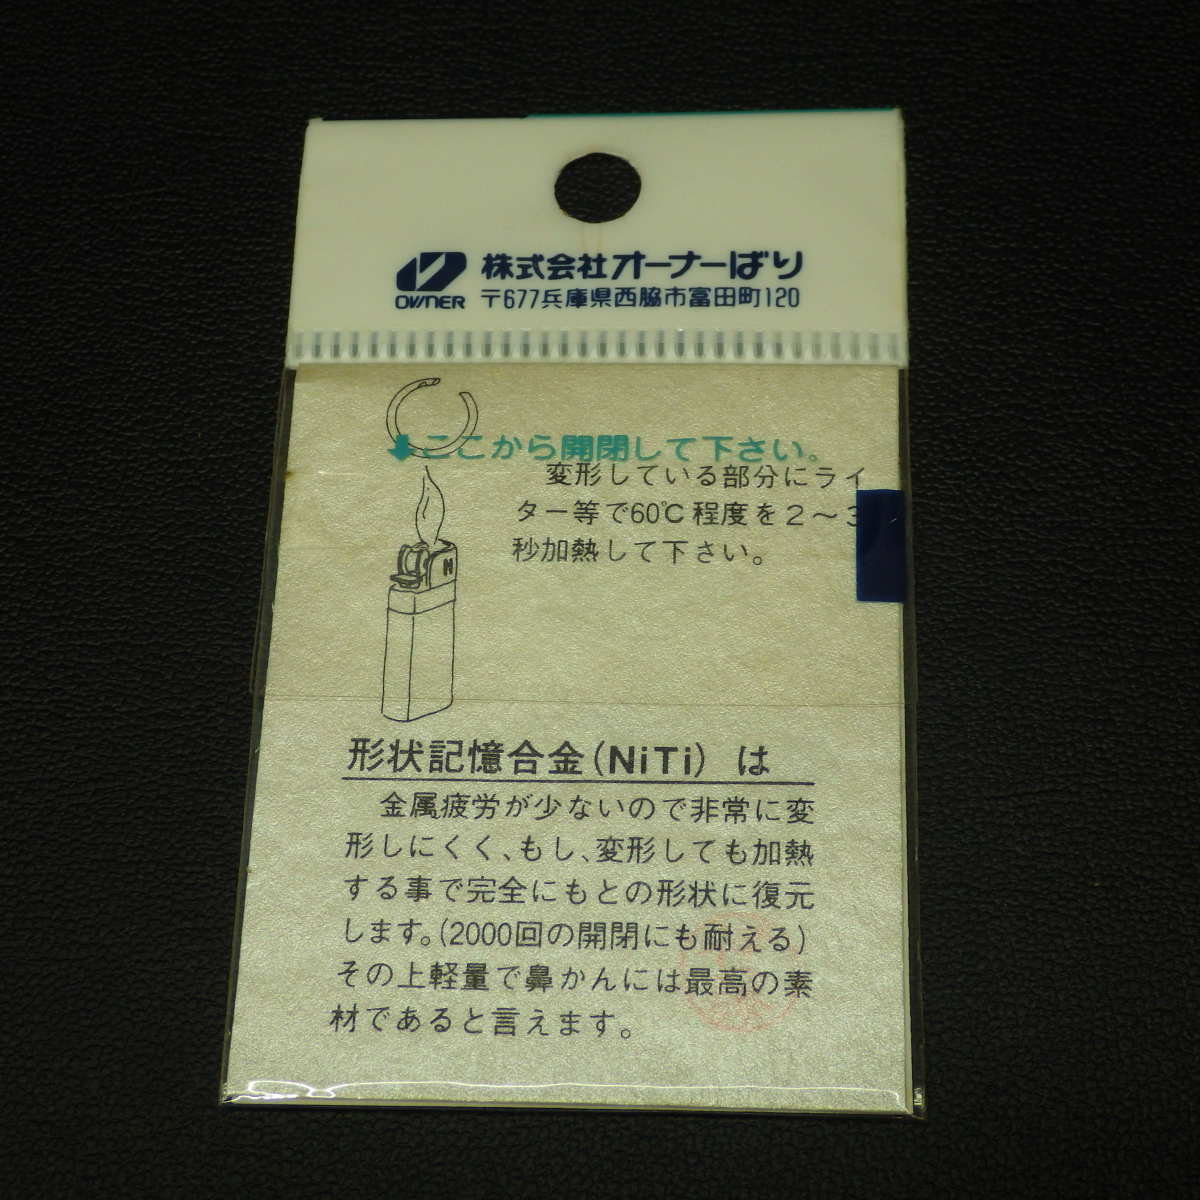 株式会社オーナーばり
OWNER
〒677兵庫県西脇市富田町120
⬇ここから開閉して下さい。
変形している部分にライ
ター等で60℃程度を2〜3
秒加熱して下さい。
N
形状記憶合金(NiTi)は
金属疲労が少ないので非常に変
形しにくく、もし、変形しても加熱
する事で完全にもとの形状に復元
します。(2000回の開閉にも耐える)
その上軽量で鼻かんには最高の素
材であると言えます。